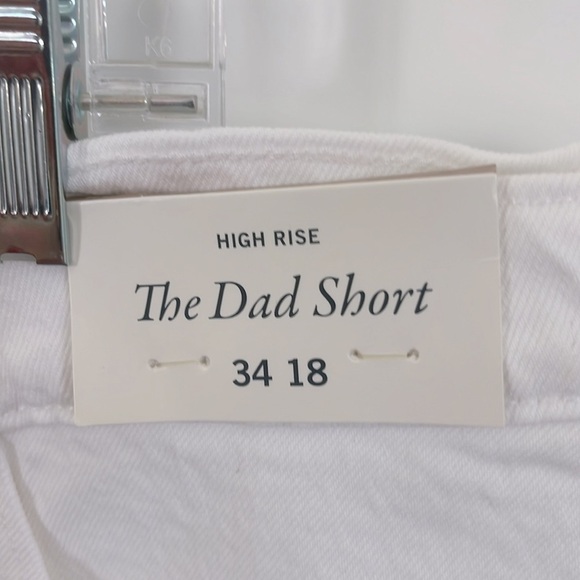 K6
HIGH RISE
The Dad Short
34 18